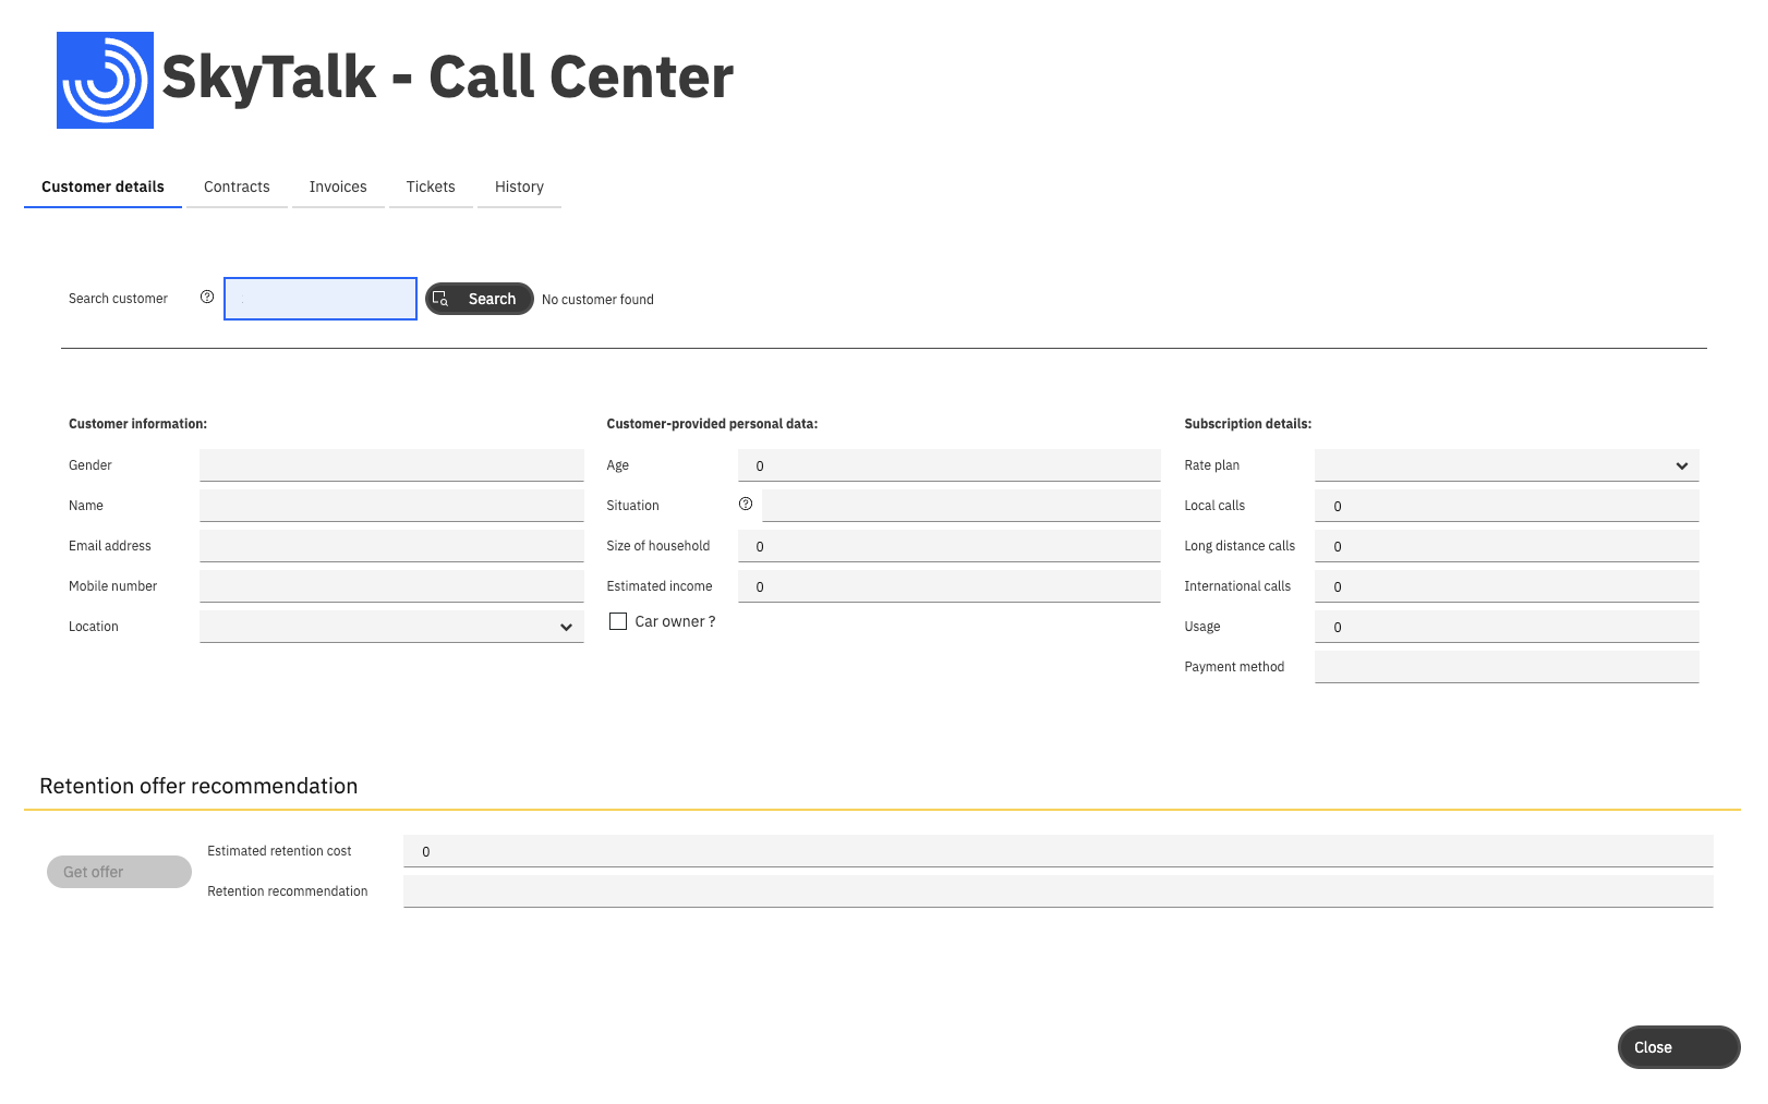 SkyTalk - Call Center
Customer details Contracts Invoices Tickets History
Search customer Search No customer found
Customer information: Customer-provided personal data: Subscription details:
Gender Age 0 Rate plan
Name Situation Local calls 0
Email address Size of household 0 Long distance calls 0
Mobile number Estimated income 0 International calls 0
Location Car owner ? Usage 0
Payment method
Retention offer recommendation
Estimated retention cost 0
Get offer
Retention recommendation
Close